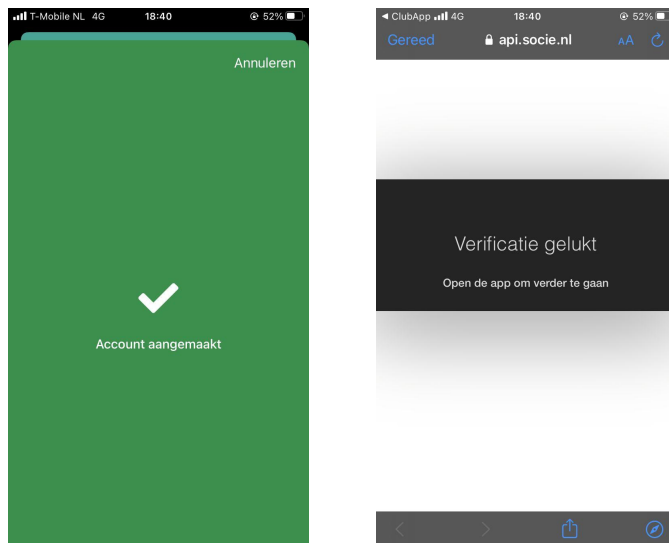 T-Mobile NL 4G 18:40 52%
Annuleren
Account aangemaakt
ClubApp 4G 18:40 52%
Gereed api.socie.nl AA
Verificatie gelukt
Open de app om verder te gaan